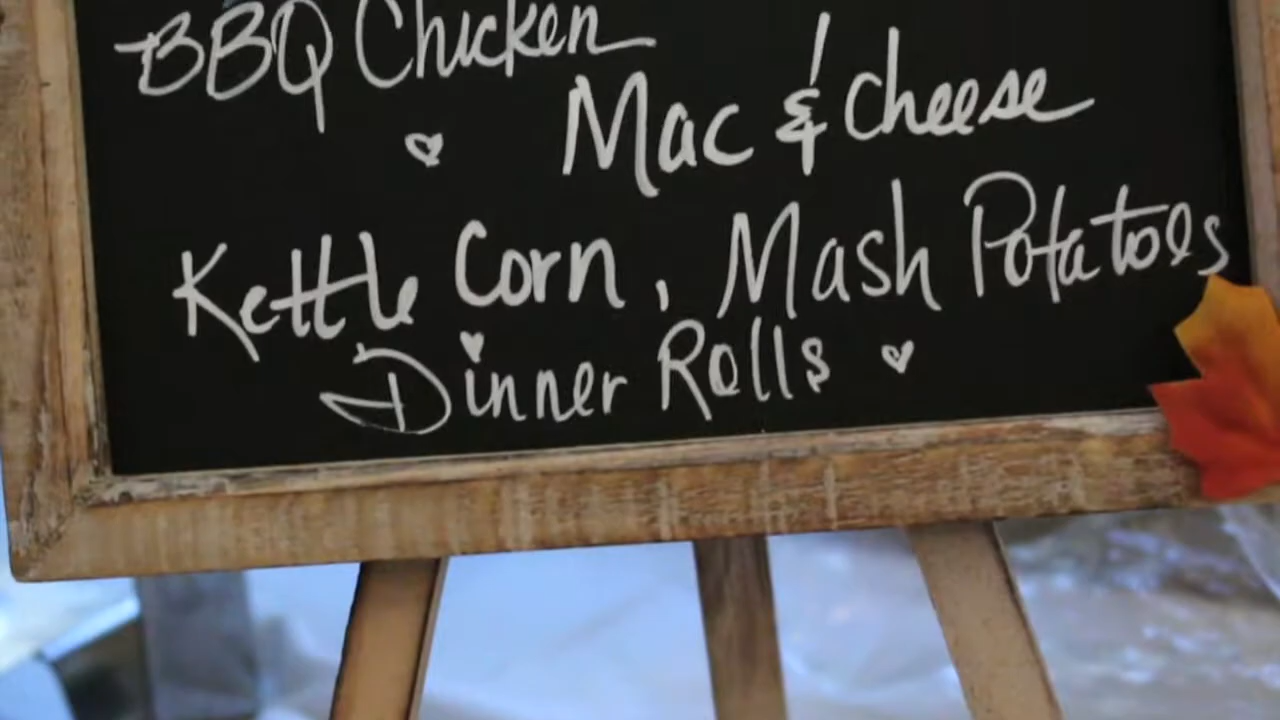 BBQ Chicken
Mac & cheese
Kettle Corn, Mash Potatoes
Dinner Rolls